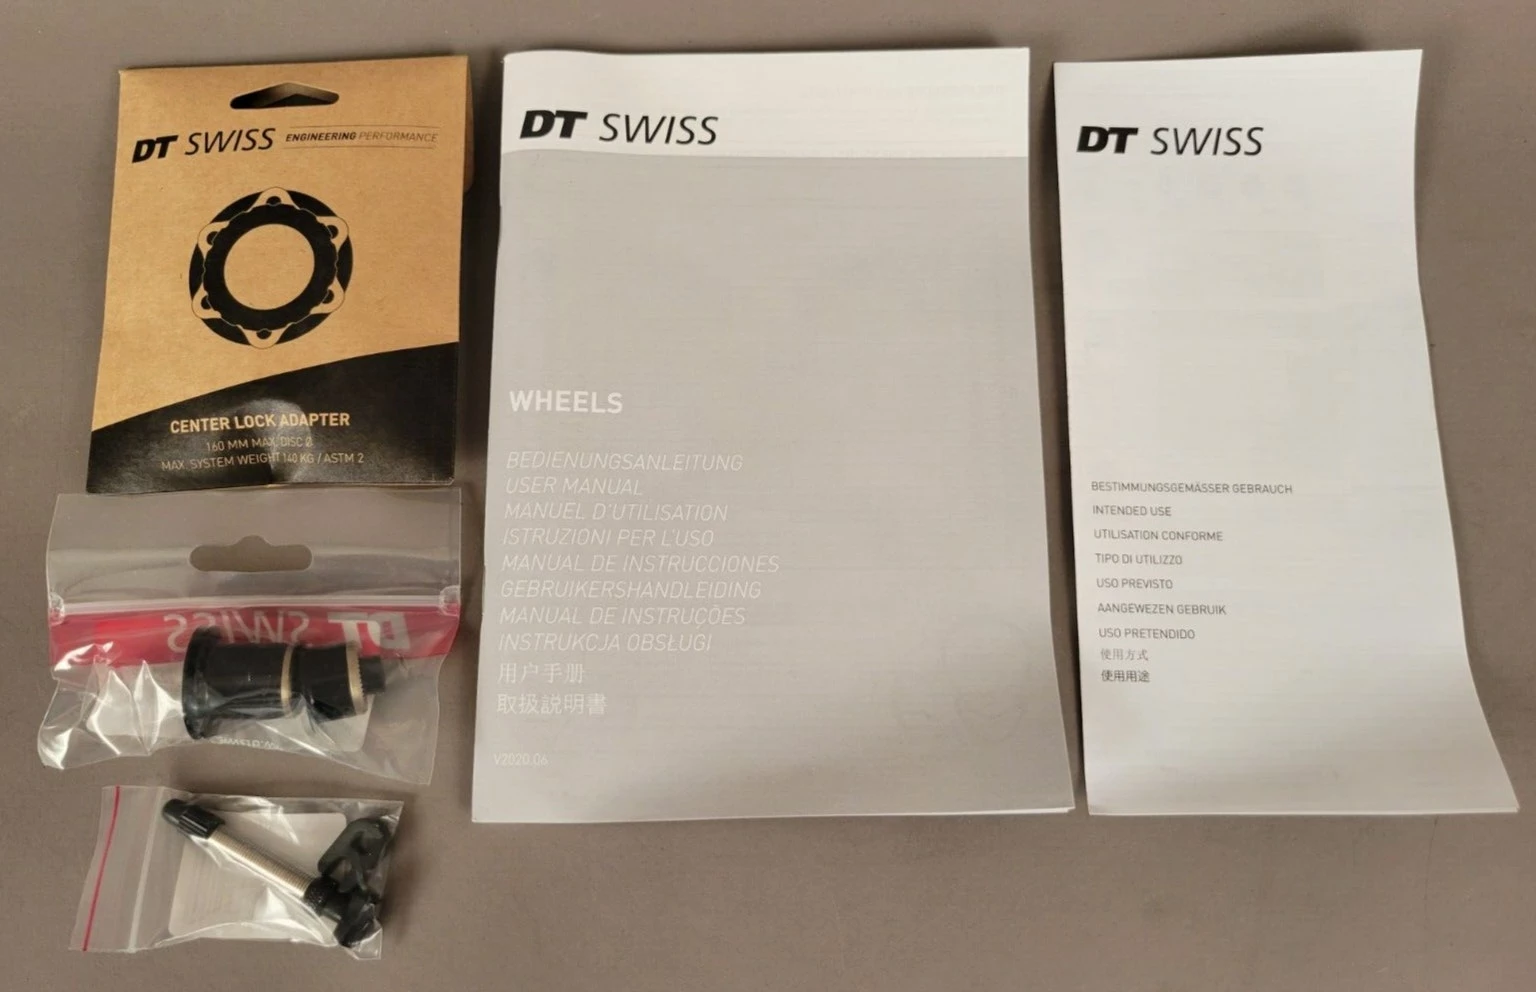 DT SWISS ENGINEERING PERFORMANCE
CENTER LOCK ADAPTER
160 MM MAX. DISC Ø
MAX. SYSTEM WEIGHT 140 KG / ASTM 2
DT SWISS
DT SWISS
WHEELS
BEDIENUNGSANLEITUNG
USER MANUAL
MANUEL D'UTILISATION
ISTRUZIONI PER L'USO
MANUAL DE INSTRUCCIONES
GEBRUIKERSHANDLEIDING
MANUAL DE INSTRUÇÕES
INSTRUKCJA OBSŁUGI
用户手册
取扱説明書
V2020.06
DT SWISS
BESTIMMUNGSGEMÄSSER GEBRAUCH
INTENDED USE
UTILISATION CONFORME
TIPO DI UTILIZZO
USO PREVISTO
AANGEWEZEN GEBRUIK
USO PRETENDIDO
使用方式
使用用途